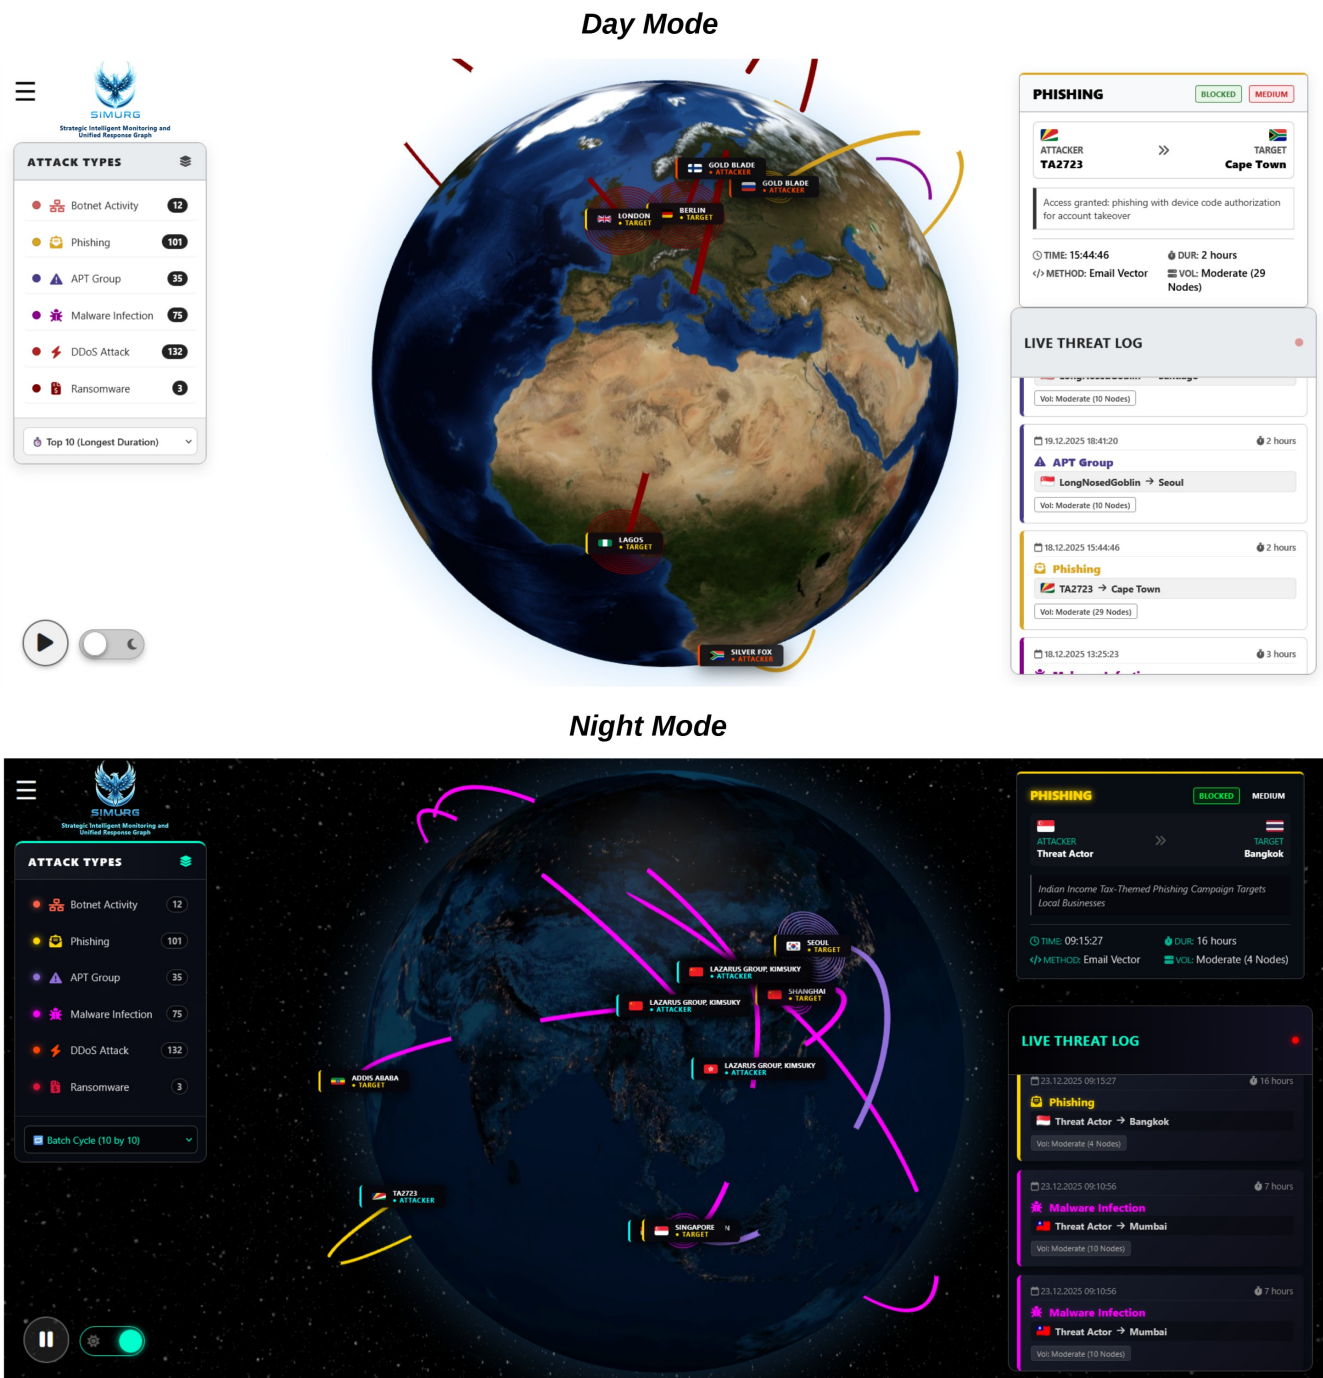 Day Mode
SIMURG
Strategic Intelligent Monitoring and
Unified Response Graph
ATTACK TYPES
Botnet Activity 12
Phishing 101
APT Group 35
Malware Infection 75
DDoS Attack 132
Ransomware 3
Top 10 (Longest Duration)
GOLD BLADE
• ATTACKER
GOLD BLADE
• ATTACKER
LONDON
• TARGET
BERLIN
• TARGET
LAGOS
• TARGET
SILVER FOX
• ATTACKER
PHISHING BLOCKED MEDIUM
ATTACKER TARGET
TA2723 Cape Town
Access granted: phishing with device code authorization
for account takeover
TIME: 15:44:46 DUR: 2 hours
METHOD: Email Vector VOL: Moderate (29
Nodes)
LIVE THREAT LOG
LongNosedGoblin → Santiago
Vol: Moderate (10 Nodes)
19.12.2025 18:41:20 2 hours
APT Group
LongNosedGoblin → Seoul
Vol: Moderate (10 Nodes)
18.12.2025 15:44:46 2 hours
Phishing
TA2723 → Cape Town
Vol: Moderate (29 Nodes)
18.12.2025 13:25:23 3 hours
Malware Infection
Night Mode
SIMURG
Strategic Intelligent Monitoring and
Unified Response Graph
ATTACK TYPES
Botnet Activity 12
Phishing 101
APT Group 35
Malware Infection 75
DDoS Attack 132
Ransomware 3
Batch Cycle (10 by 10)
SEOUL
• TARGET
LAZARUS GROUP, KIMSUKY
• ATTACKER
SHANGHAI
• TARGET
LAZARUS GROUP, KIMSUKY
• ATTACKER
LAZARUS GROUP, KIMSUKY
• ATTACKER
ADDIS ABABA
• TARGET
TA2723
• ATTACKER
SINGAPORE N
• TARGET
PHISHING BLOCKED MEDIUM
ATTACKER TARGET
Threat Actor Bangkok
Indian Income Tax-Themed Phishing Campaign Targets
Local Businesses
TIME: 09:15:27 DUR: 16 hours
METHOD: Email Vector VOL: Moderate (4 Nodes)
LIVE THREAT LOG
23.12.2025 09:15:27 16 hours
Phishing
Threat Actor → Bangkok
Vol: Moderate (4 Nodes)
23.12.2025 09:10:56 7 hours
Malware Infection
Threat Actor → Mumbai
Vol: Moderate (10 Nodes)
23.12.2025 09:10:56 7 hours
Malware Infection
Threat Actor → Mumbai
Vol: Moderate (10 Nodes)